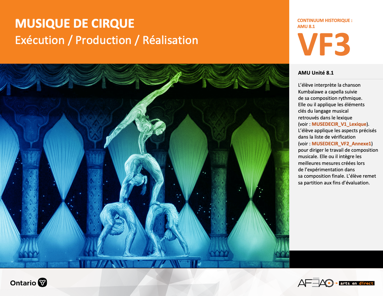 MUSIQUE DE CIRQUE
Exécution / Production / Réalisation
CONTINUUM HISTORIQUE :
AMU 8.1
VF3
AMU Unité 8.1
L'élève interprète la chanson
Kumbalawe a capella suivie
de sa composition rythmique.
Elle ou il applique les éléments
clés du langage musical
retrouvés dans le lexique
(voir : MUSEDECIR_V1_Lexique).
L'élève applique les aspects précisés
dans la liste de vérification
(voir : MUSEDECIR_VF2_Annexe1)
pour diriger le travail de composition
musicale. Elle ou il intègre les
meilleures mesures créées lors
de l'expérimentation dans
sa composition finale. L'élève remet
sa partition aux fins d'évaluation.
Ontario
AFEAO - arts en direct